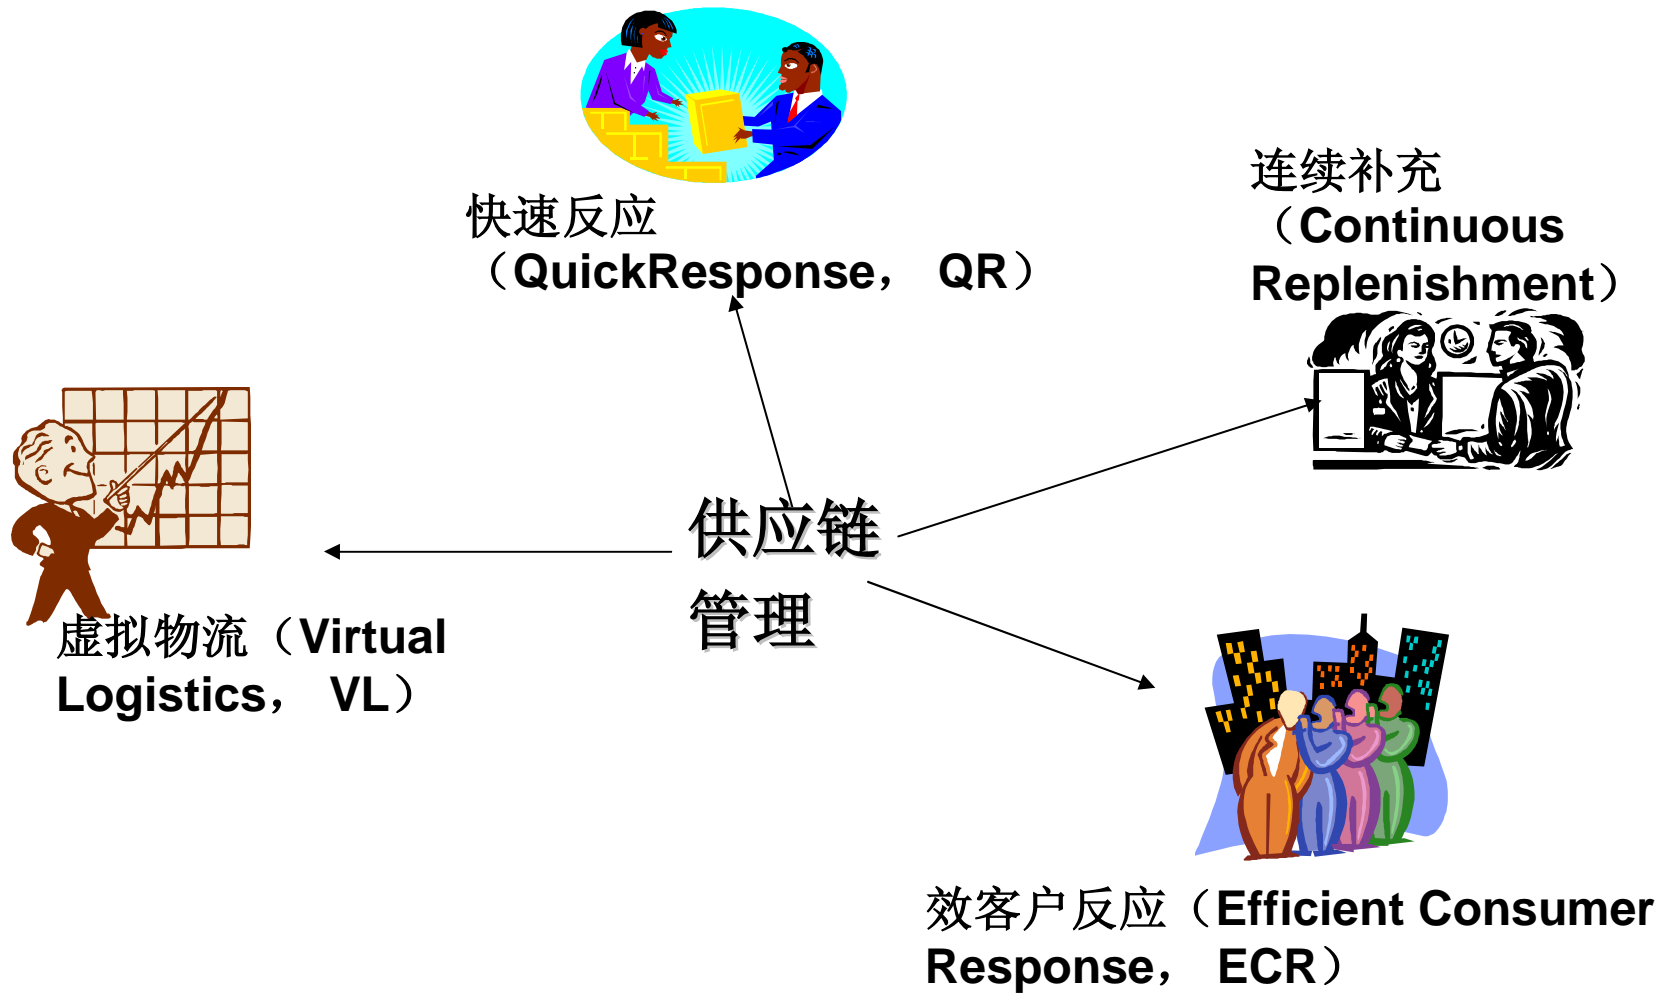 快速反应
（QuickResponse， QR）
连续补充
（Continuous
Replenishment）
供应链
管理
虚拟物流（Virtual
Logistics， VL）
效客户反应（Efficient Consumer
Response， ECR）